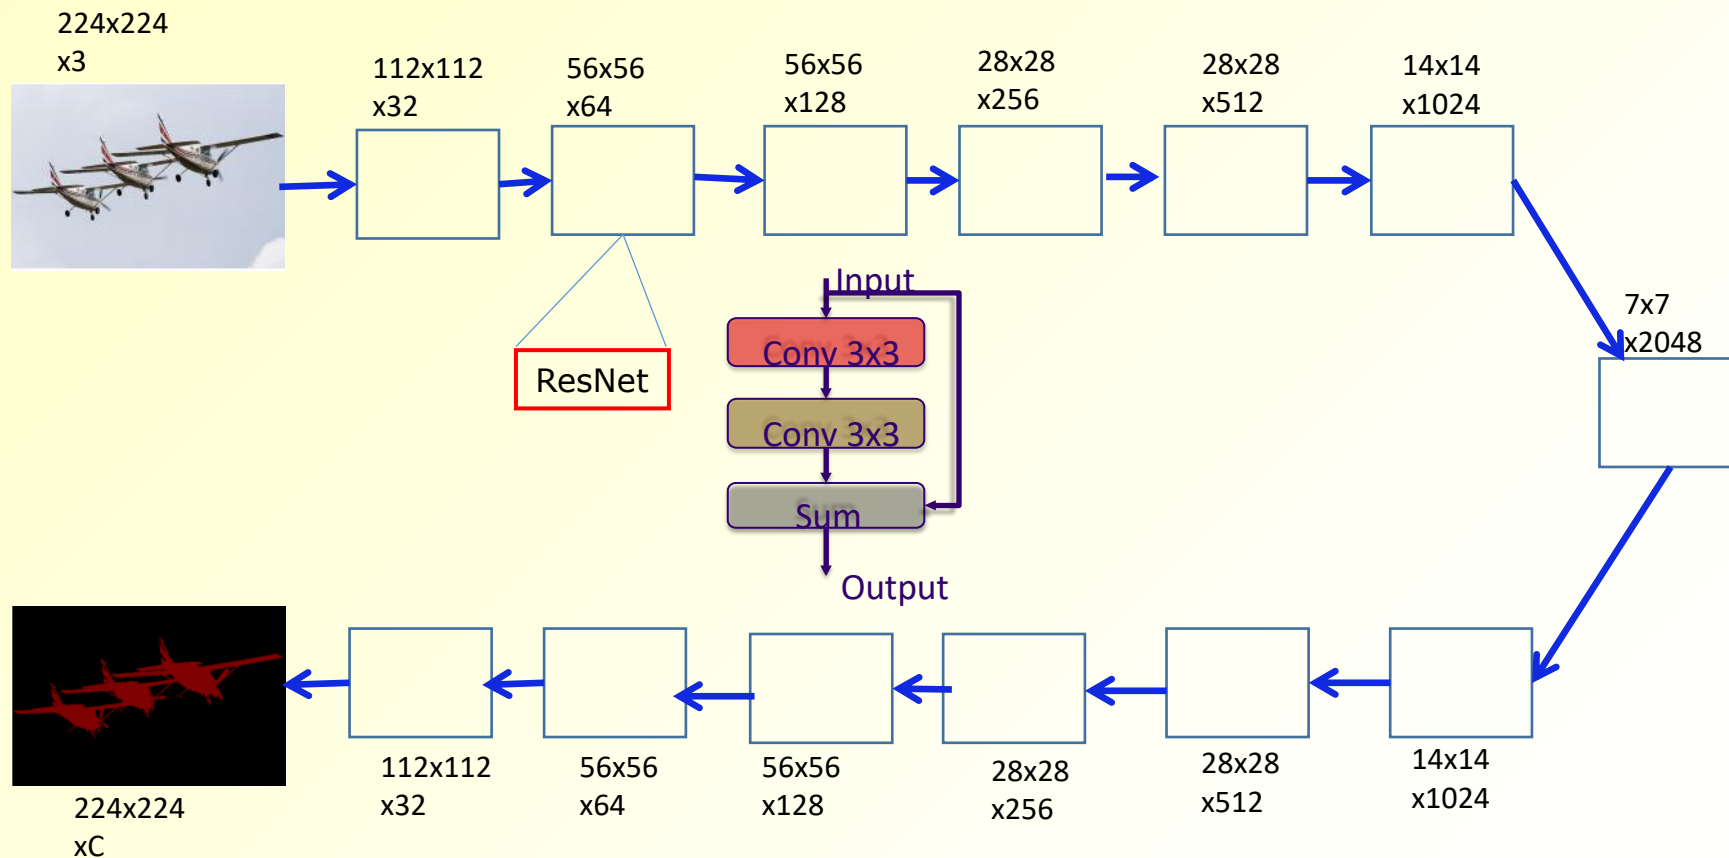 224x224
x3
112x112
x32
56x56
x64
56x56
x128
28x28
x256
28x28
x512
14x14
x1024
7x7
x2048
Input
Conv 3x3
Conv 3x3
Sum
Output
ResNet
224x224
xC
112x112
x32
56x56
x64
56x56
x128
28x28
x256
28x28
x512
14x14
x1024